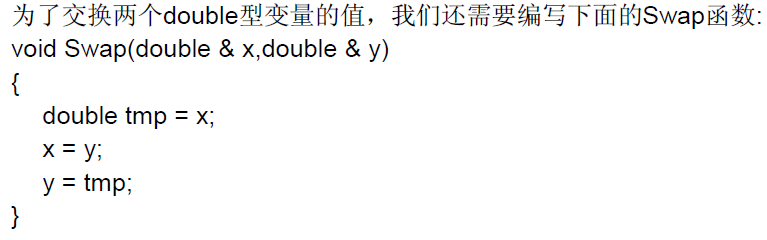 为了交换两个double型变量的值，我们还需要编写下面的Swap函数:
void Swap(double & x,double & y)
{
double tmp = x;
x = y;
y = tmp;
}